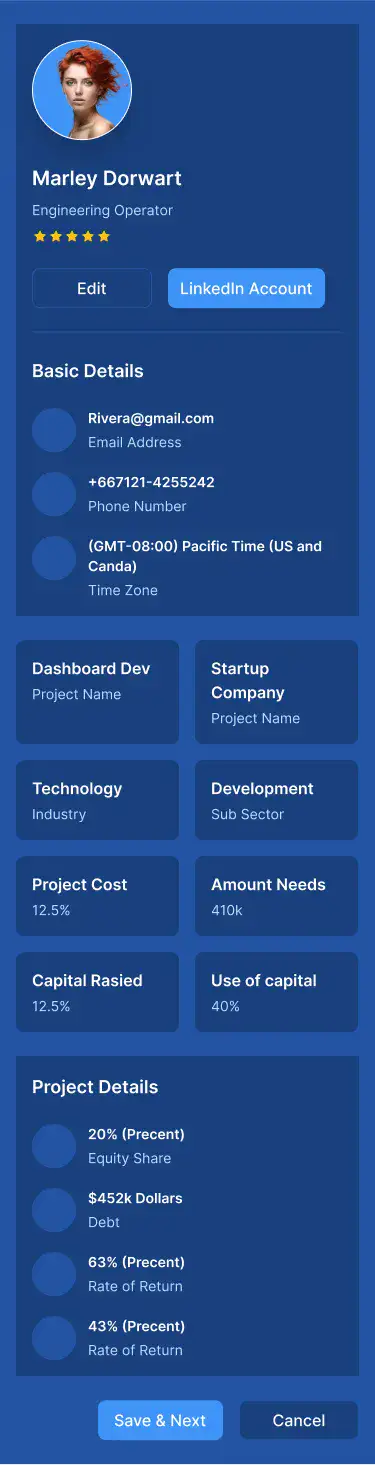 Marley Dorwart
Engineering Operator
Edit
LinkedIn Account
Basic Details
Rivera@gmail.com
Email Address
+667121-4255242
Phone Number
(GMT-08:00) Pacific Time (US and
Canda)
Time Zone
Dashboard Dev
Project Name
Startup
Company
Project Name
Technology
Industry
Development
Sub Sector
Project Cost
12.5%
Amount Needs
410k
Capital Rasied
12.5%
Use of capital
40%
Project Details
20% (Precent)
Equity Share
$452k Dollars
Debt
63% (Precent)
Rate of Return
43% (Precent)
Rate of Return
Save & Next
Cancel